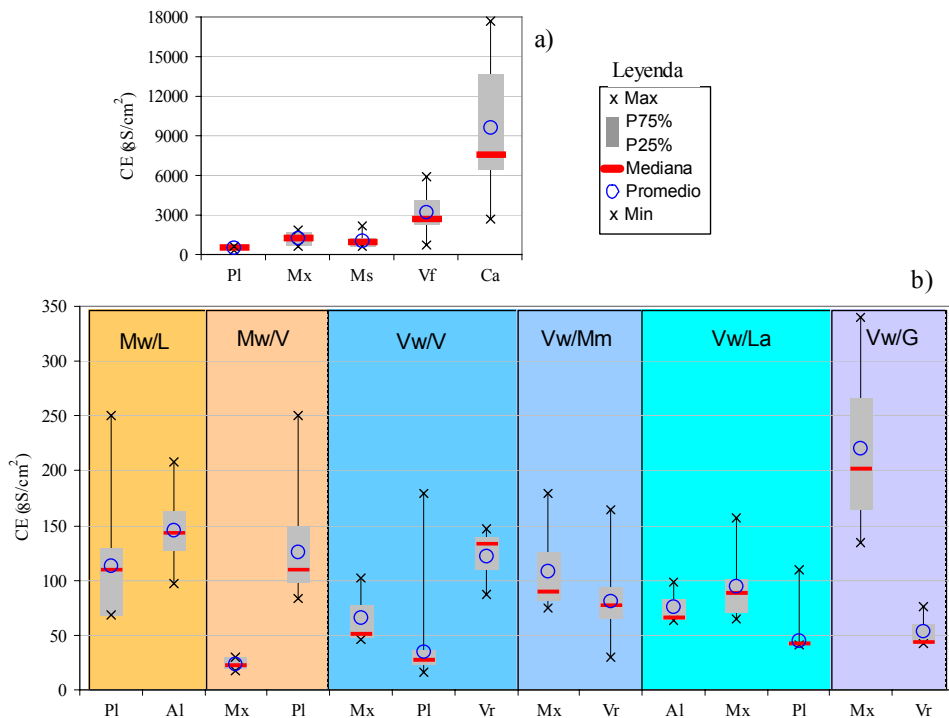 a)
18000
15000
12000
9000
6000
3000
0
CE (8S/cm²)
Pl Mx Ms Vf Ca
Leyenda
x Max
P75%
P25%
Mediana
Promedio
x Min
b)
350
300
250
200
150
100
50
0
CE (8S/cm²)
Mw/L Mw/V Vw/V Vw/Mm Vw/La Vw/G
Pl Al Mx Pl Mx Pl Vr Mx Vr Al Mx Pl Mx Vr